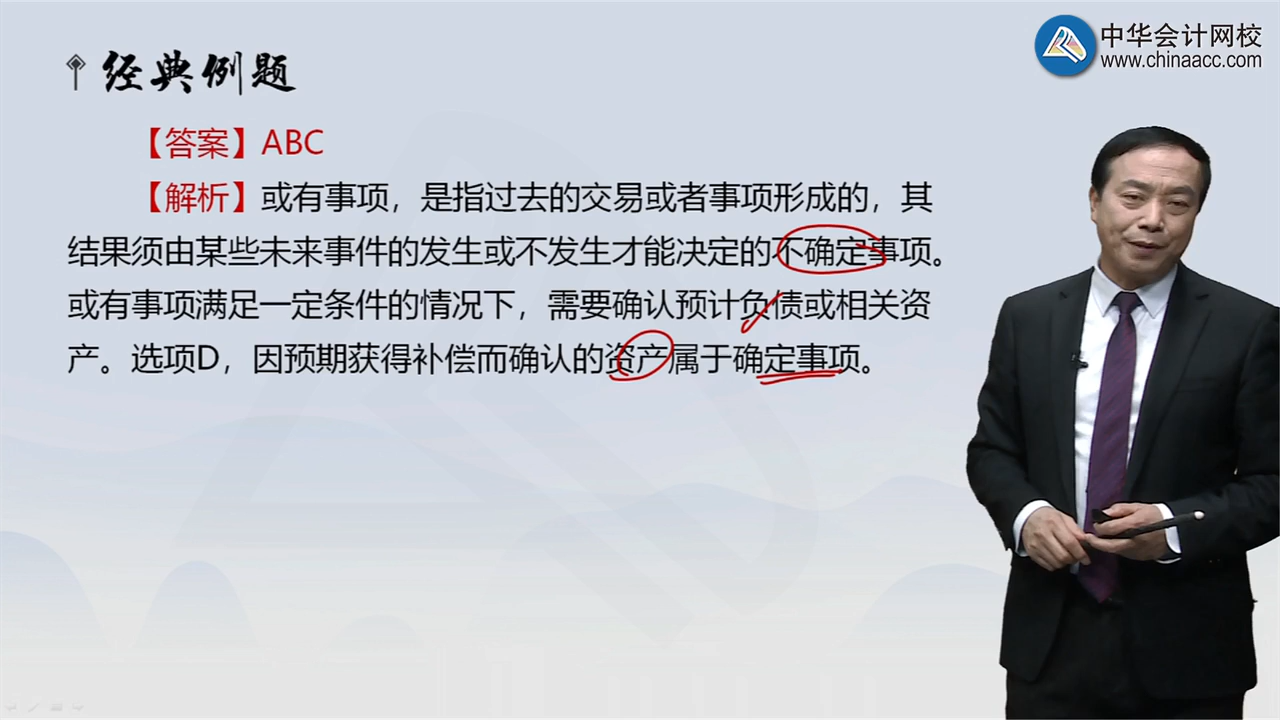 经典例题
中华会计网校
www.chinaacc.com
【答案】ABC
【解析】或有事项，是指过去的交易或者事项形成的，其
结果须由某些未来事件的发生或不发生才能决定的不确定事项。
或有事项满足一定条件的情况下，需要确认预计负债或相关资
产。选项D，因预期获得补偿而确认的资产属于确定事项。